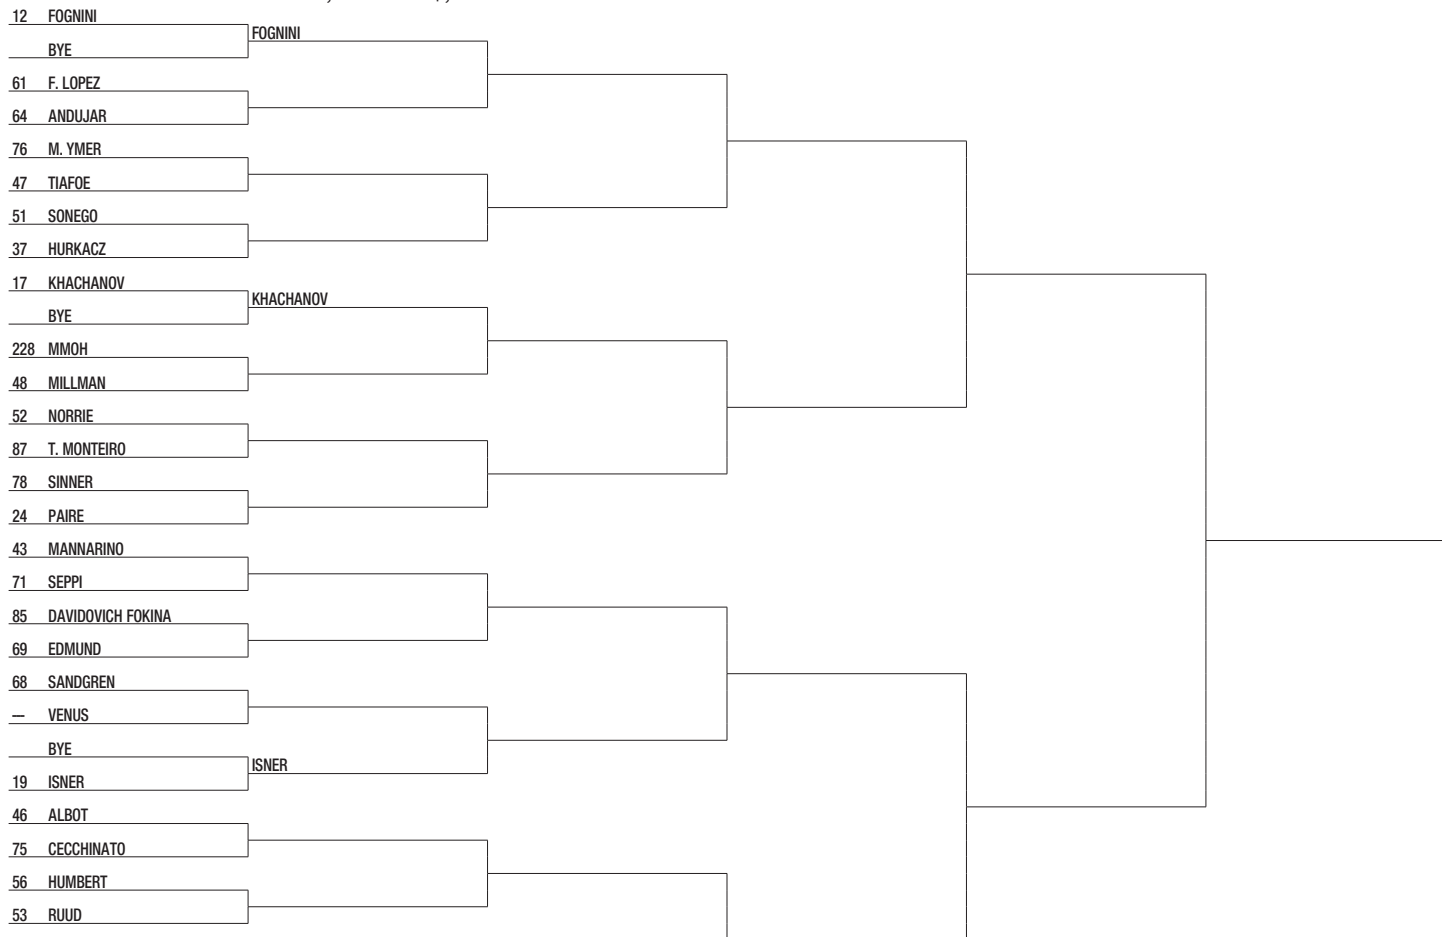 12 FOGNINI
FOGNINI
BYE
61 F. LOPEZ
64 ANDUJAR
76 M. YMER
47 TIAFOE
51 SONEGO
37 HURKACZ
17 KHACHANOV
KHACHANOV
BYE
228 MMOH
48 MILLMAN
52 NORRIE
87 T. MONTEIRO
78 SINNER
24 PAIRE
43 MANNARINO
71 SEPPI
85 DAVIDOVICH FOKINA
69 EDMUND
68 SANDGREN
— VENUS
BYE
ISNER
19 ISNER
46 ALBOT
75 CECCHINATO
56 HUMBERT
53 RUUD